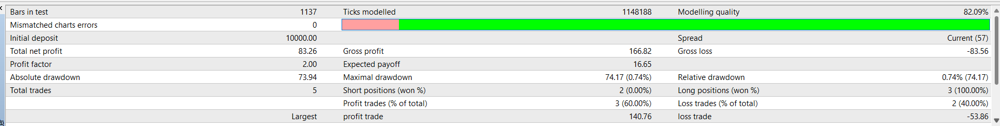 Bars in test 1137 Ticks modelled 1148188 Modelling quality 82.09%
Mismatched charts errors 0
Initial deposit 10000.00 Spread Current (57)
Total net profit 83.26 Gross profit 166.82 Gross loss -83.56
Profit factor 2.00 Expected payoff 16.65
Absolute drawdown 73.94 Maximal drawdown 74.17 (0.74%) Relative drawdown 0.74% (74.17)
Total trades 5 Short positions (won %) 2 (0.00%) Long positions (won %) 3 (100.00%)
Profit trades (% of total) 3 (60.00%) Loss trades (% of total) 2 (40.00%)
Largest profit trade 140.76 loss trade -53.86